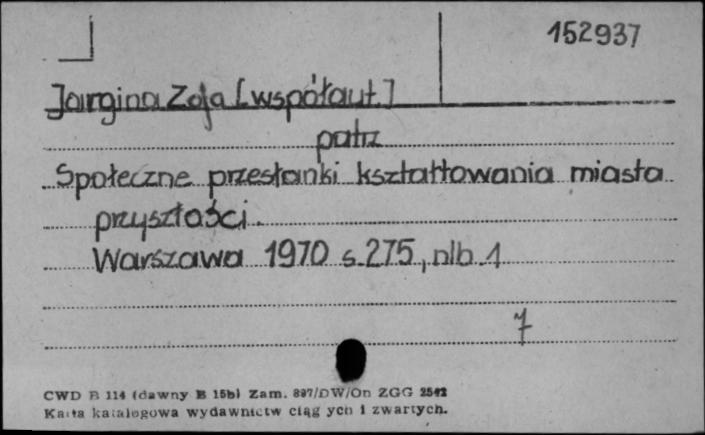 152937
Jargina Zoja [współaut.]
patrz
Społeczne przesłanki kształtowania miasta
przyszłości.
Warszawa 1970 s. 275, nlb. 1
7
CWD B 114 (dawny B 15b) Zam. 897/DW/On ZGG 2542
Karta katalogowa wydawnictw ciągłych i zwartych.